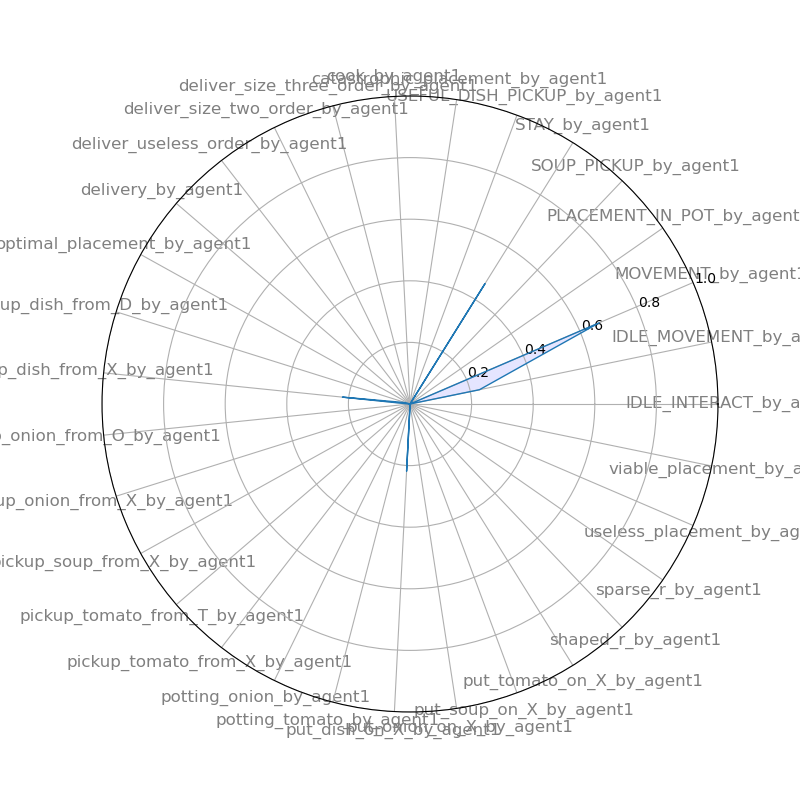 cook_by_agent1
catastrophic_placement_by_agent1
deliver_size_three_order_by_agent1
USEFUL_DISH_PICKUP_by_agent1
deliver_size_two_order_by_agent1
STAY_by_agent1
deliver_useless_order_by_agent1
SOUP_PICKUP_by_agent1
delivery_by_agent1
PLACEMENT_IN_POT_by_agent
optimal_placement_by_agent1
MOVEMENT_by_agent1
1.0
0.8
up_dish_from_D_by_agent1
0.6
IDLE_MOVEMENT_by_a
0.4
p_dish_from_X_by_agent1
0.2
IDLE_INTERACT_by_a
p_onion_from_O_by_agent1
viable_placement_by_a
up_onion_from_X_by_agent1
useless_placement_by_ag
pickup_soup_from_X_by_agent1
sparse_r_by_agent1
pickup_tomato_from_T_by_agent1
shaped_r_by_agent1
pickup_tomato_from_X_by_agent1
put_tomato_on_X_by_agent1
potting_onion_by_agent1
put_soup_on_X_by_agent1
potting_tomato_by_agent1
put_onion_on_X_by_agent1
put_dish_on_X_by_agent1